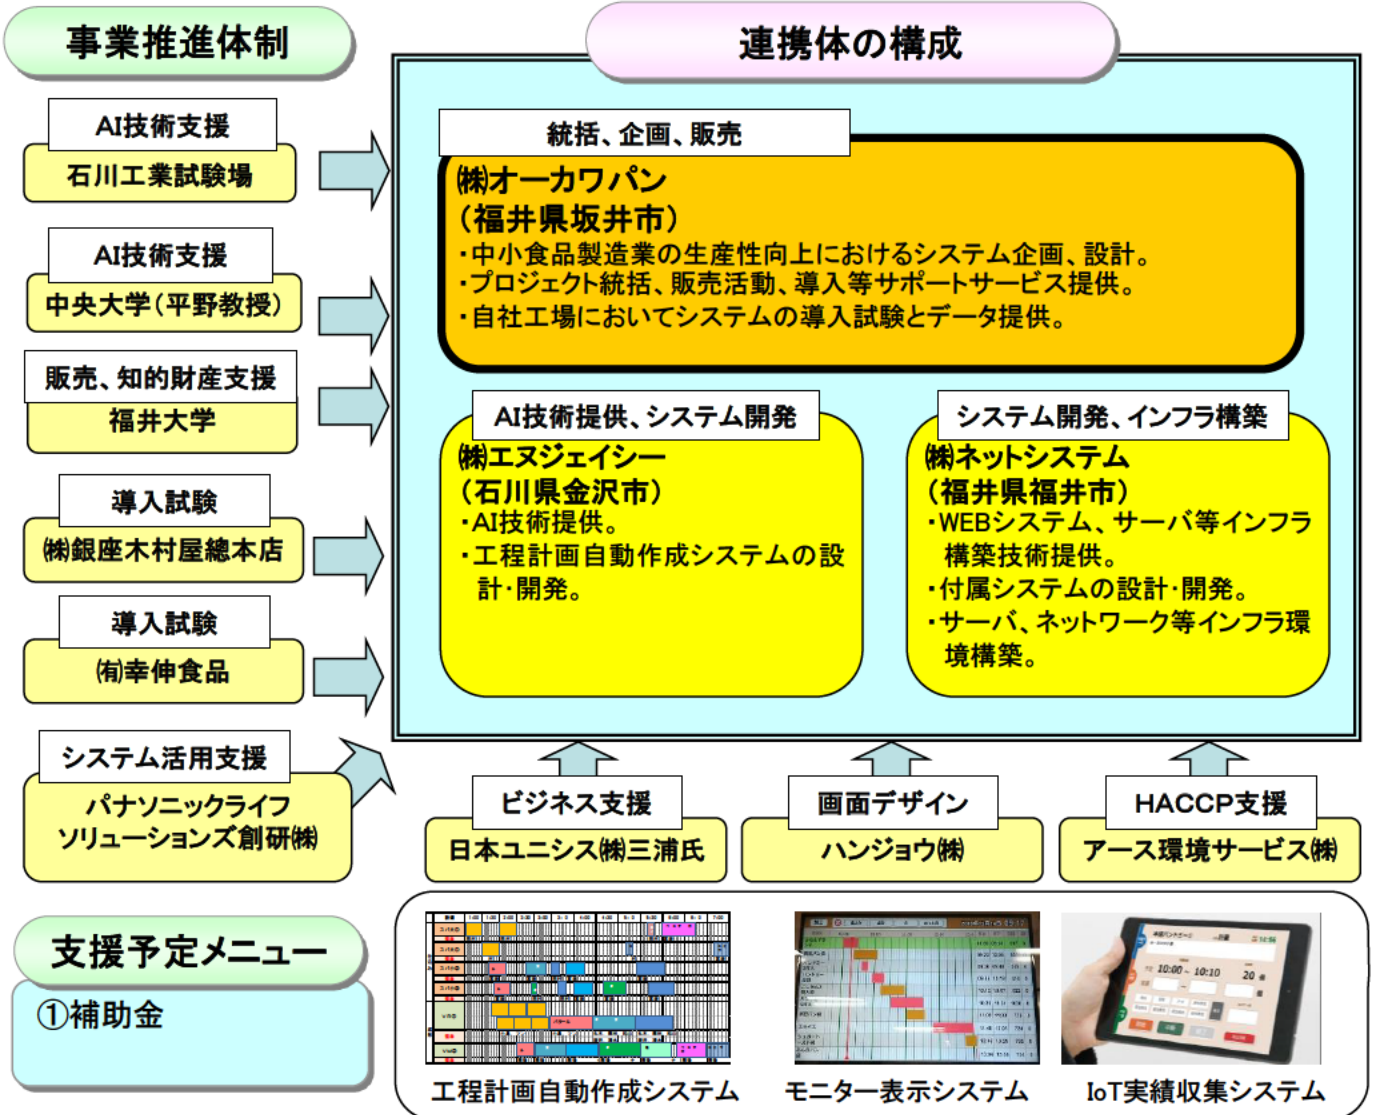 事業推進体制
連携体の構成
AI技術支援
石川工業試験場
AI技術支援
中央大学（平野教授）
販売、知的財産支援
福井大学
導入試験
㈱銀座木村屋總本店
導入試験
㈲幸伸食品
システム活用支援
パナソニックライフ
ソリューションズ創研㈱
統括、企画、販売
㈱オーカワパン
（福井県坂井市）
・中小食品製造業の生産性向上におけるシステム企画、設計。
・プロジェクト統括、販売活動、導入等サポートサービス提供。
・自社工場においてシステムの導入試験とデータ提供。
AI技術提供、システム開発
㈱エヌジェイシー
（石川県金沢市）
・AI技術提供。
・工程計画自動作成システムの設
計・開発。
システム開発、インフラ構築
㈱ネットシステム
（福井県福井市）
・WEBシステム、サーバ等インフラ
構築技術提供。
・付属システムの設計・開発。
・サーバ、ネットワーク等インフラ環
境構築。
ビジネス支援
日本ユニシス㈱三浦氏
画面デザイン
ハンジョウ㈱
HACCP支援
アース環境サービス㈱
支援予定メニュー
①補助金
10:00 ~ 10:10
20
工程計画自動作成システム
モニター表示システム
IoT実績収集システム